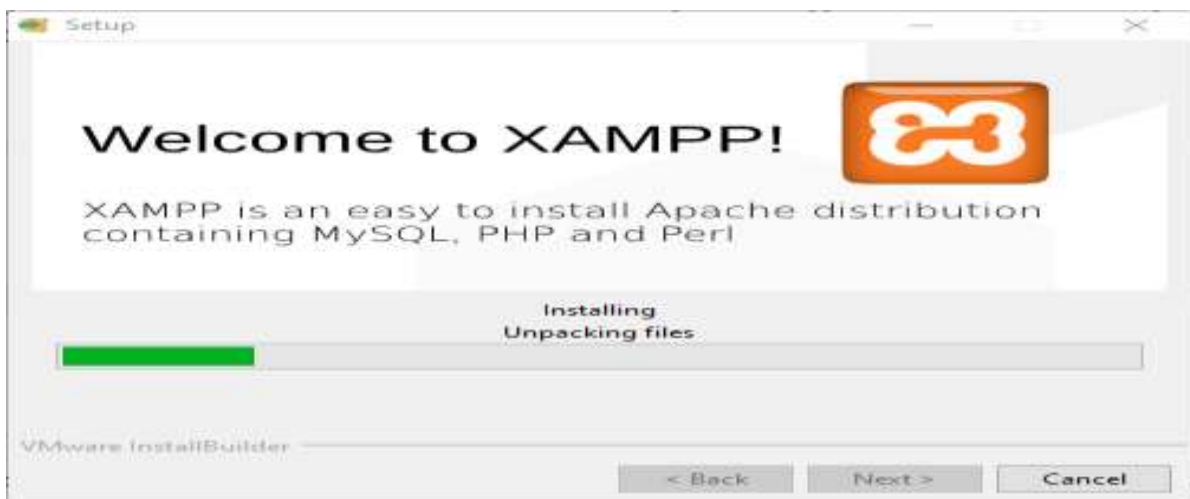 Setup
Welcome to XAMPP!
XAMPP is an easy to install Apache distribution
containing MySQL, PHP and Perl
Installing
Unpacking files
VMware InstallBuilder
< Back
Next >
Cancel